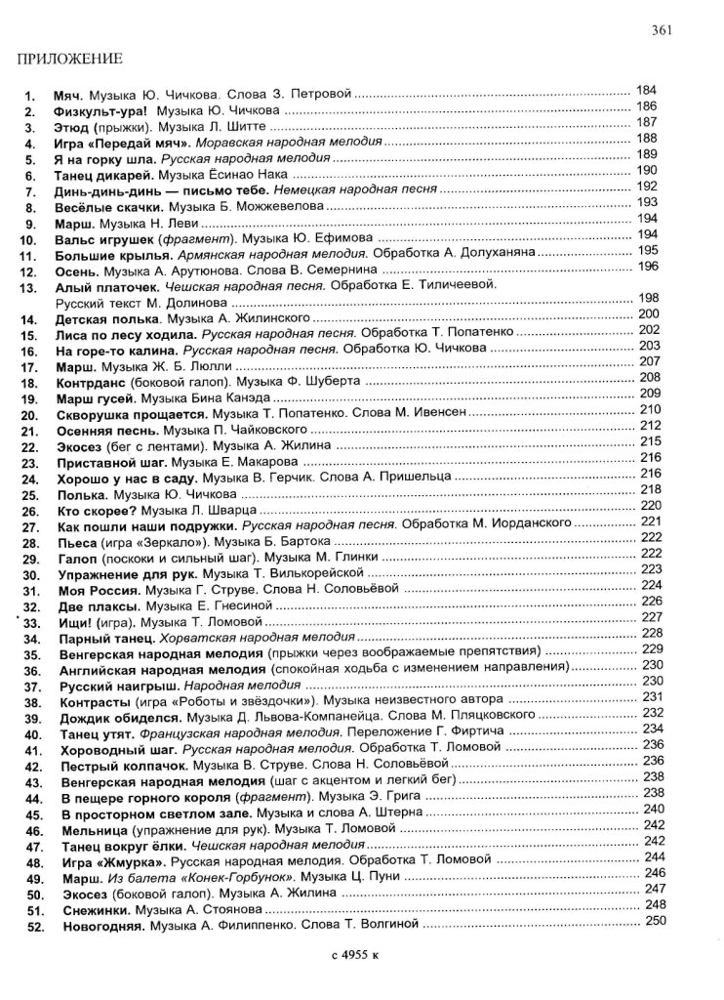 361
ПРИЛОЖЕНИЕ
1. Мяч. Музыка Ю. Чичкова. Слова З. Петровой 184
2. Физкульт-ура! Музыка Ю. Чичкова 186
3. Этюд (прыжки). Музыка Л. Шитте 187
4. Игра «Передай мяч». Моравская народная мелодия 188
5. Я на горку шла. Русская народная мелодия 189
6. Танец дикарей. Музыка Ёсинао Нака 190
7. Динь-динь-динь — письмо тебе. Немецкая народная песня 192
8. Весёлые скачки. Музыка Б. Можжевелова 193
9. Марш. Музыка Н. Леви 194
10. Вальс игрушек (фрагмент). Музыка Ю. Ефимова 194
11. Большие крылья. Армянская народная мелодия. Обработка А. Долуханяна 195
12. Осень. Музыка А. Арутюнова. Слова В. Семернина 196
13. Алый платочек. Чешская народная песня. Обработка Е. Тиличеевой.
Русский текст М. Долинова 198
14. Детская полька. Музыка А. Жилинского 200
15. Лиса по лесу ходила. Русская народная песня. Обработка Т. Попатенко 202
16. На горе-то калина. Русская народная песня. Обработка Ю. Чичкова 203
17. Марш. Музыка Ж. Б. Люлли 207
18. Контрданс (боковой галоп). Музыка Ф. Шуберта 208
19. Марш гусей. Музыка Бина Канэда 209
20. Скворушка прощается. Музыка Т. Попатенко. Слова М. Ивенсен 210
21. Осенняя песнь. Музыка П. Чайковского 212
22. Экосез (бег с лентами). Музыка А. Жилина 215
23. Приставной шаг. Музыка Е. Макарова 216
24. Хорошо у нас в саду. Музыка В. Герчик. Слова А. Пришельца 216
25. Полька. Музыка Ю. Чичкова 218
26. Кто скорее? Музыка Л. Шварца 220
27. Как пошли наши подружки. Русская народная песня. Обработка М. Иорданского 221
28. Пьеса (игра «Зеркало»). Музыка Б. Бартока 222
29. Галоп (поскоки и сильный шаг). Музыка М. Глинки 222
30. Упражнение для рук. Музыка Т. Вилькорейской 223
31. Моя Россия. Музыка Г. Струве. Слова Н. Соловьёвой 224
32. Две плаксы. Музыка Е. Гнесиной 226
33. Ищи! (игра). Музыка Т. Ломовой 227
34. Парный танец. Хорватская народная мелодия 228
35. Венгерская народная мелодия (прыжки через воображаемые препятствия) 229
36. Английская народная мелодия (спокойная ходьба с изменением направления) 230
37. Русский наигрыш. Народная мелодия 230
38. Контрасты (игра «Роботы и звёздочки»). Музыка неизвестного автора 231
39. Дождик обиделся. Музыка Д. Львова-Компанейца. Слова М. Пляцковского 232
40. Танец утят. Французская народная мелодия. Переложение Г. Фиртича 234
41. Хороводный шаг. Русская народная мелодия. Обработка Т. Ломовой 236
42. Пестрый колпачок. Музыка В. Струве. Слова Н. Соловьёвой 236
43. Венгерская народная мелодия (шаг с акцентом и легкий бег) 238
44. В пещере горного короля (фрагмент). Музыка Э. Грига 238
45. В просторном светлом зале. Музыка и слова А. Штерна 240
46. Мельница (упражнение для рук). Музыка Т. Ломовой 242
47. Танец вокруг ёлки. Чешская народная мелодия 242
48. Игра «Жмурка». Русская народная мелодия. Обработка Т. Ломовой 244
49. Марш. Из балета «Конек-Горбунок». Музыка Ц. Пуни 246
50. Экосез (боковой галоп). Музыка А. Жилина 247
51. Снежинки. Музыка А. Стоянова 248
52. Новогодняя. Музыка А. Филиппенко. Слова Т. Волгиной 250
с 4955 к